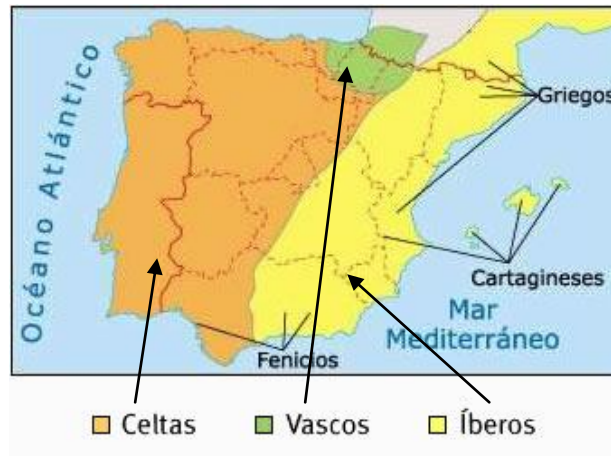 Océano Atlántico
Griegos
Cartagineses
Mar
Mediterráneo
Fenicios
Celtas
Vascos
Íberos